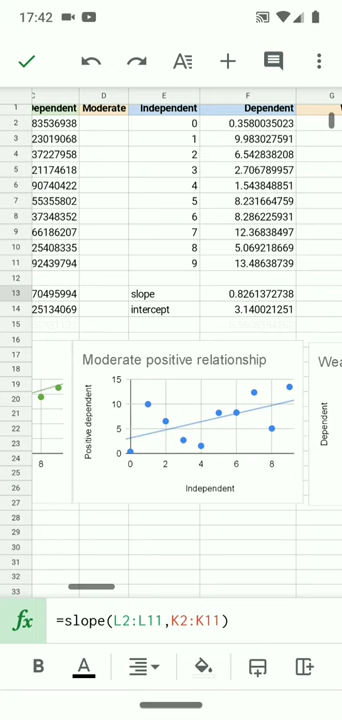 17:42
C D E F G
1 Dependent Moderate Independent Dependent
2 83536938 0 0.3580035023
3 23019068 1 9.983027591
4 37227958 2 6.542838208
5 21174618 3 2.706789957
6 90740422 4 1.543848851
7 55355802 5 8.231664759
8 37348352 6 8.286225931
9 66186207 7 12.36838497
10 25408335 8 5.069218669
11 92439794 9 13.48638739
12
13 70495994 slope 0.8261372738
14 25134069 intercept 3.140021251
15
16
17
18
19
20
21
22
23
24
25
26
27
28
29
30
31
32
33
8
Moderate positive relationship
Positive dependent
15
10
5
0
0 2 4 6 8
Independent
Wea
Dependent
fx =slope(L2:L11,K2:K11)
B A